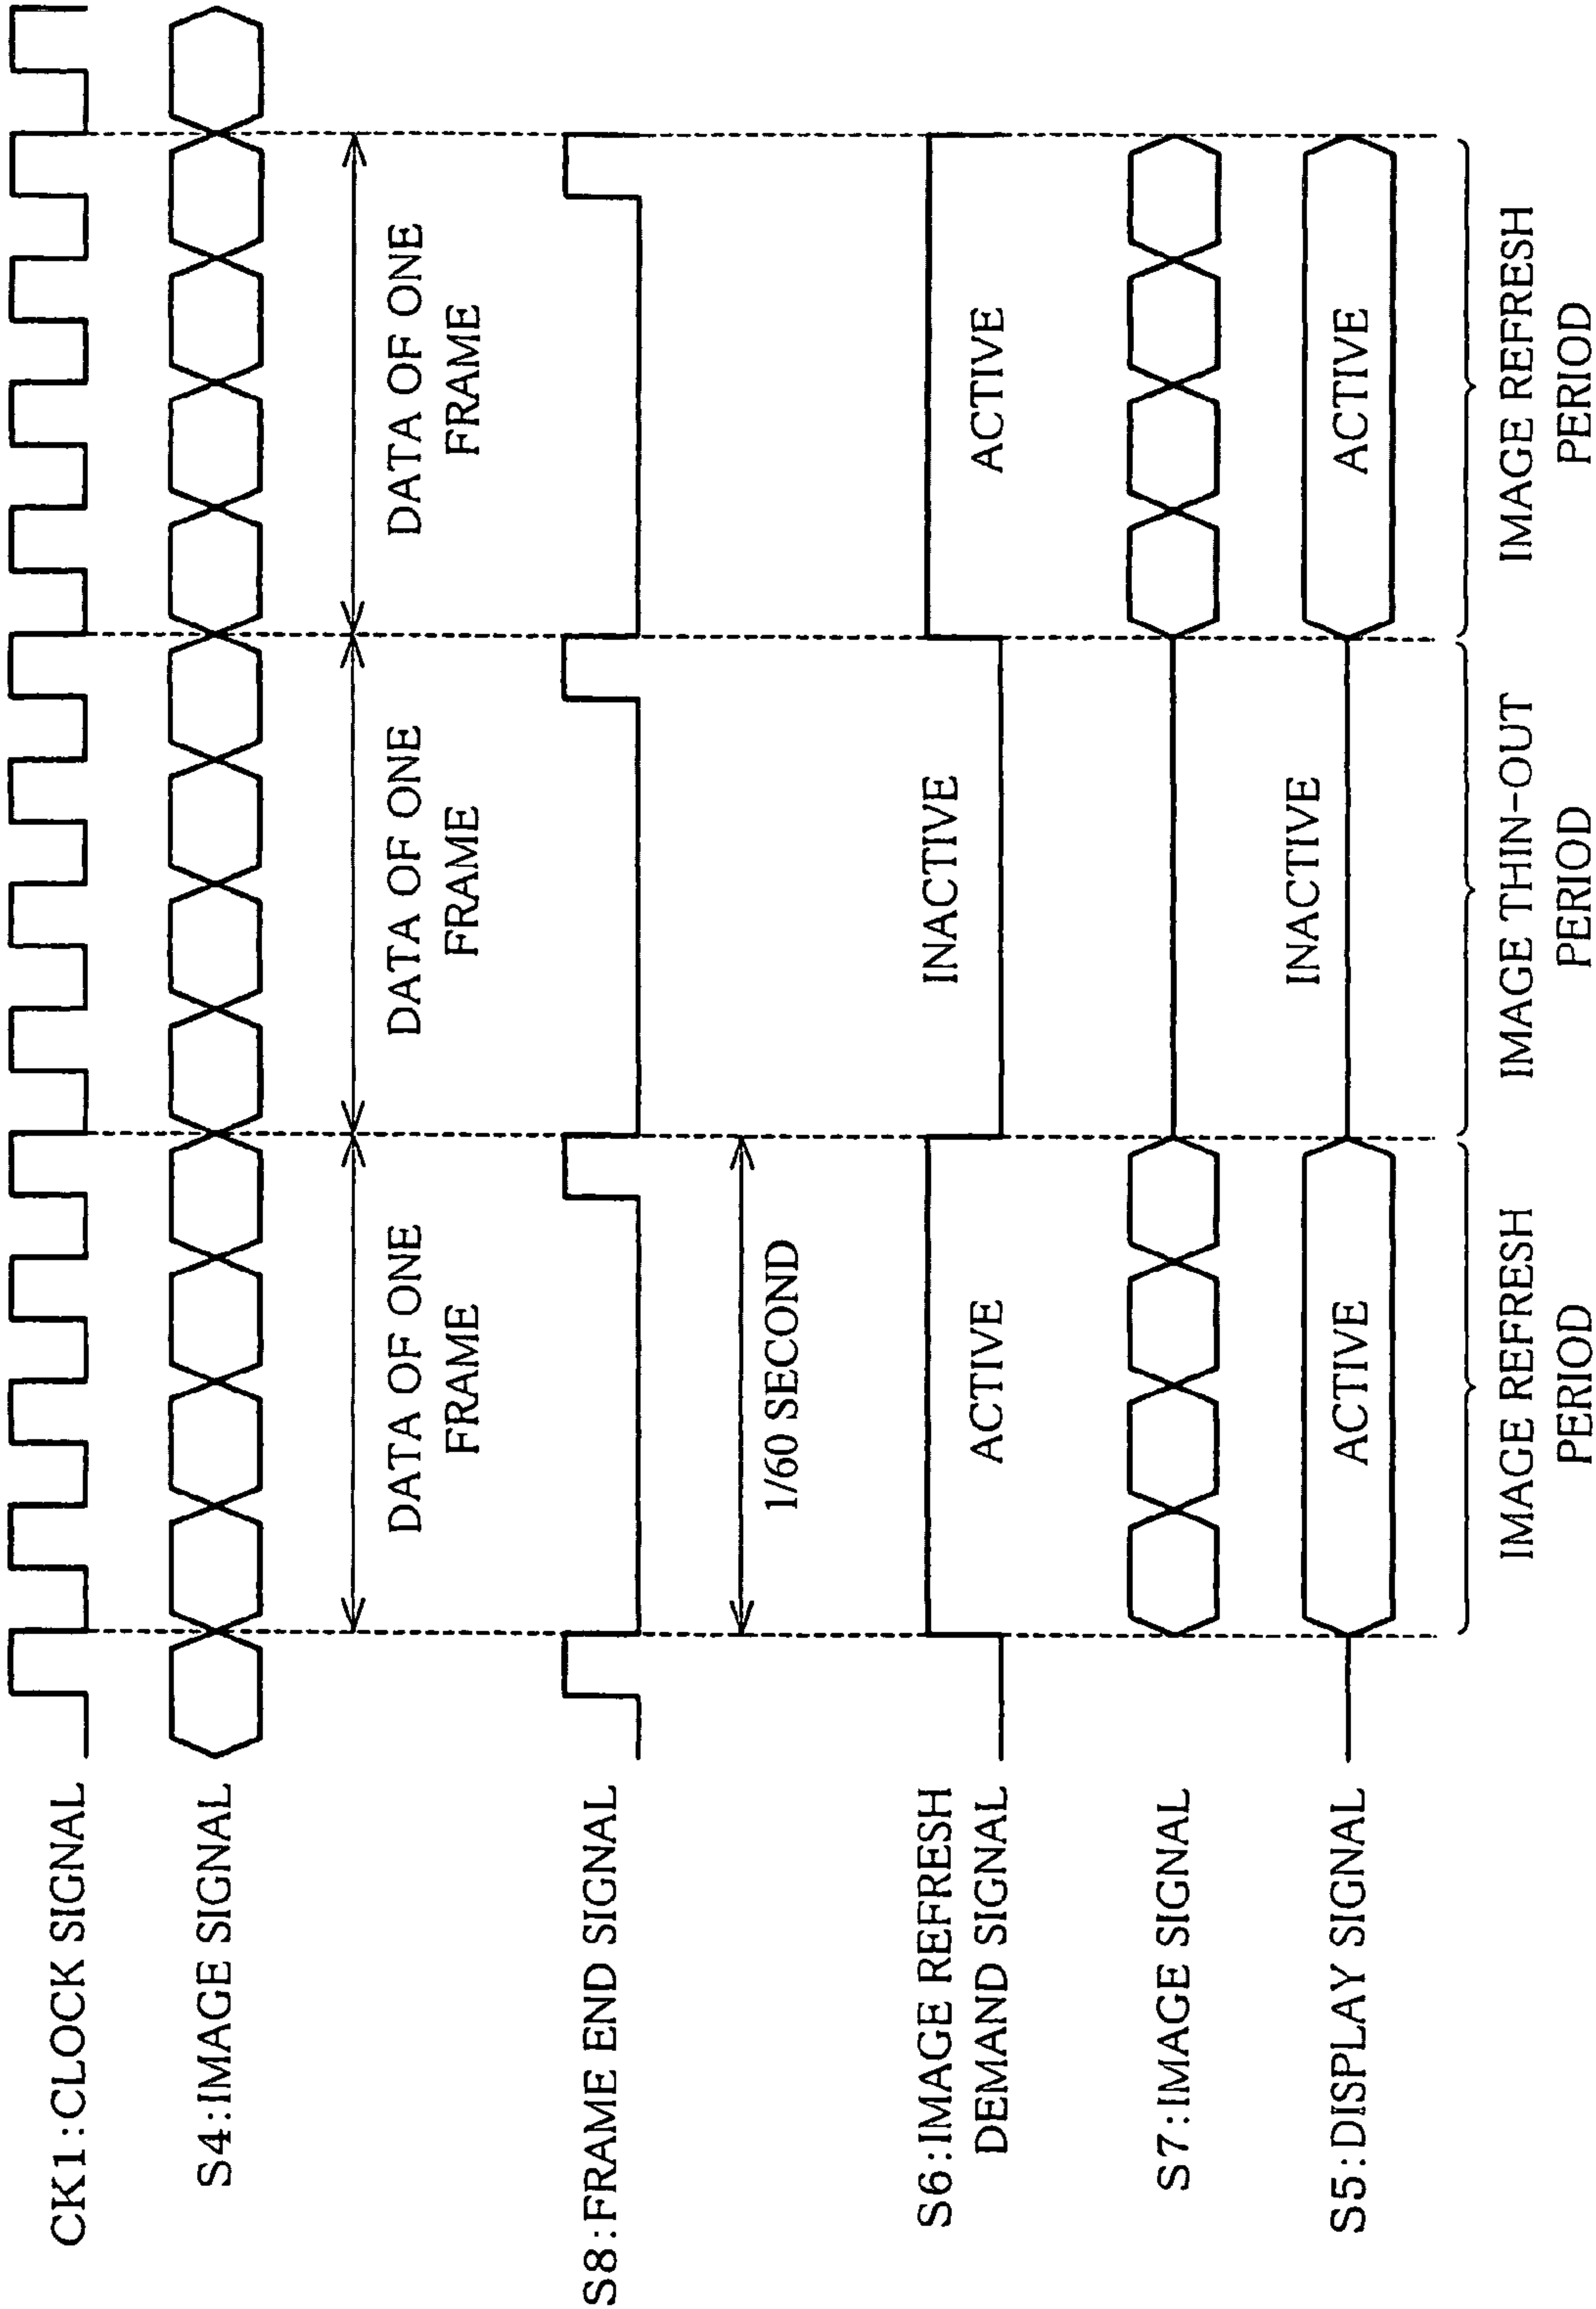 CK1:CLOCK SIGNAL
S4:IMAGE SIGNAL
DATA OF ONE
FRAME
DATA OF ONE
FRAME
DATA OF ONE
FRAME
S8:FRAME END SIGNAL
1/60 SECOND
S6:IMAGE REFRESH
DEMAND SIGNAL
ACTIVE
INACTIVE
ACTIVE
S7:IMAGE SIGNAL
S5:DISPLAY SIGNAL
ACTIVE
INACTIVE
ACTIVE
IMAGE REFRESH
PERIOD
IMAGE THIN-OUT
PERIOD
IMAGE REFRESH
PERIOD